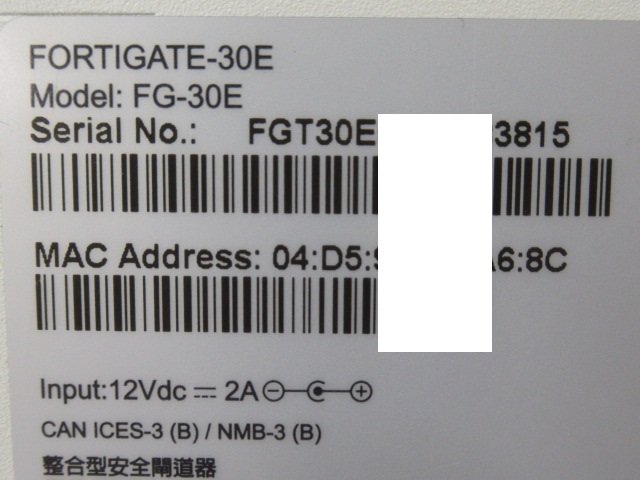 FORTIGATE-30E
Model: FG-30E
Serial No.: FGT30E 3815
MAC Address: 04:D5: 6:8C
Input:12Vdc ⎓ 2A
CAN ICES-3 (B) / NMB-3 (B)
整合型安全閘道器